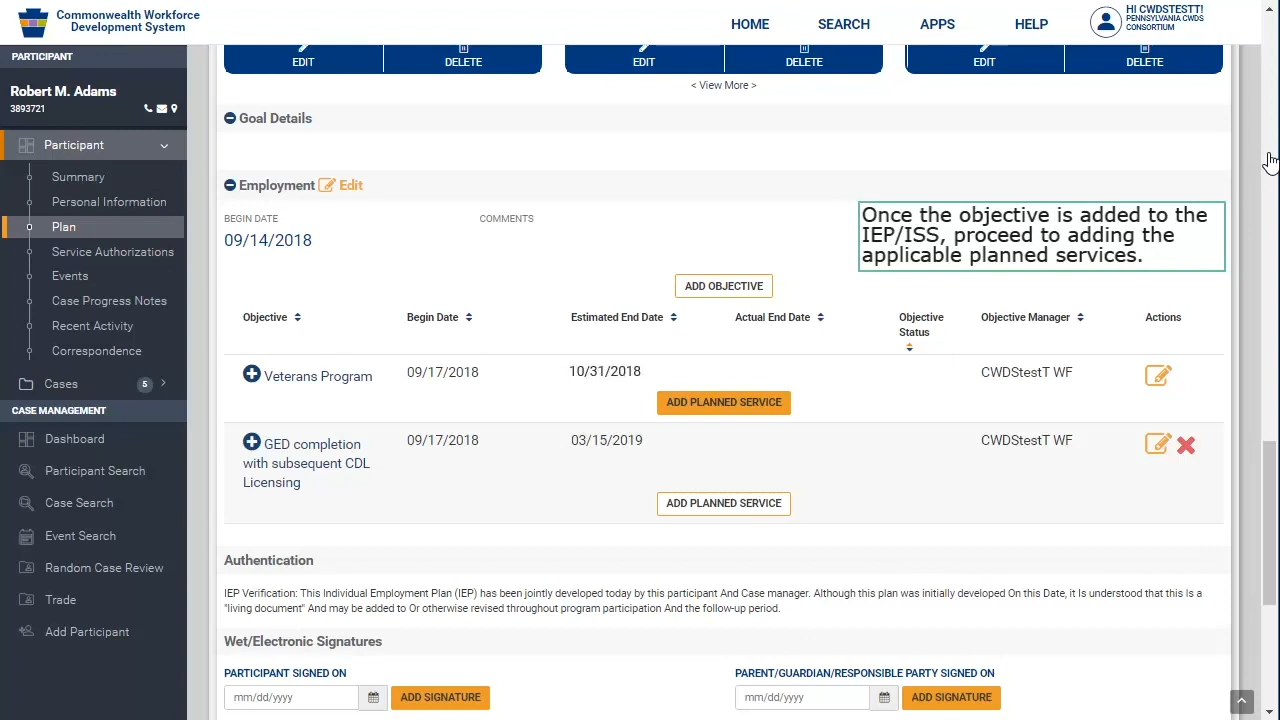 Commonwealth Workforce
Development System
HOME
SEARCH
APPS
HELP
HI CWDSTESTT!
PENNSYLVANIA CWDS
CONSORTIUM
PARTICIPANT
Robert M. Adams
3893721
Participant
Summary
Personal Information
Plan
Service Authorizations
Events
Case Progress Notes
Recent Activity
Correspondence
Cases 5
CASE MANAGEMENT
Dashboard
Participant Search
Case Search
Event Search
Random Case Review
Trade
Add Participant
EDIT DELETE EDIT DELETE EDIT DELETE
< View More >
Goal Details
Employment Edit
BEGIN DATE COMMENTS
09/14/2018
Once the objective is added to the
IEP/ISS, proceed to adding the
applicable planned services.
ADD OBJECTIVE
Objective Begin Date Estimated End Date Actual End Date Objective Status Objective Manager Actions
Veterans Program 09/17/2018 10/31/2018 CWDStestT WF
ADD PLANNED SERVICE
GED completion 09/17/2018 03/15/2019 CWDStestT WF
with subsequent CDL
Licensing
ADD PLANNED SERVICE
Authentication
IEP Verification: This Individual Employment Plan (IEP) has been jointly developed today by this participant And Case manager. Although this plan was initially developed On this Date, it Is understood that this Is a
"living document" And may be added to Or otherwise revised throughout program participation And the follow-up period.
Wet/Electronic Signatures
PARTICIPANT SIGNED ON PARENT/GUARDIAN/RESPONSIBLE PARTY SIGNED ON
mm/dd/yyyy ADD SIGNATURE mm/dd/yyyy ADD SIGNATURE